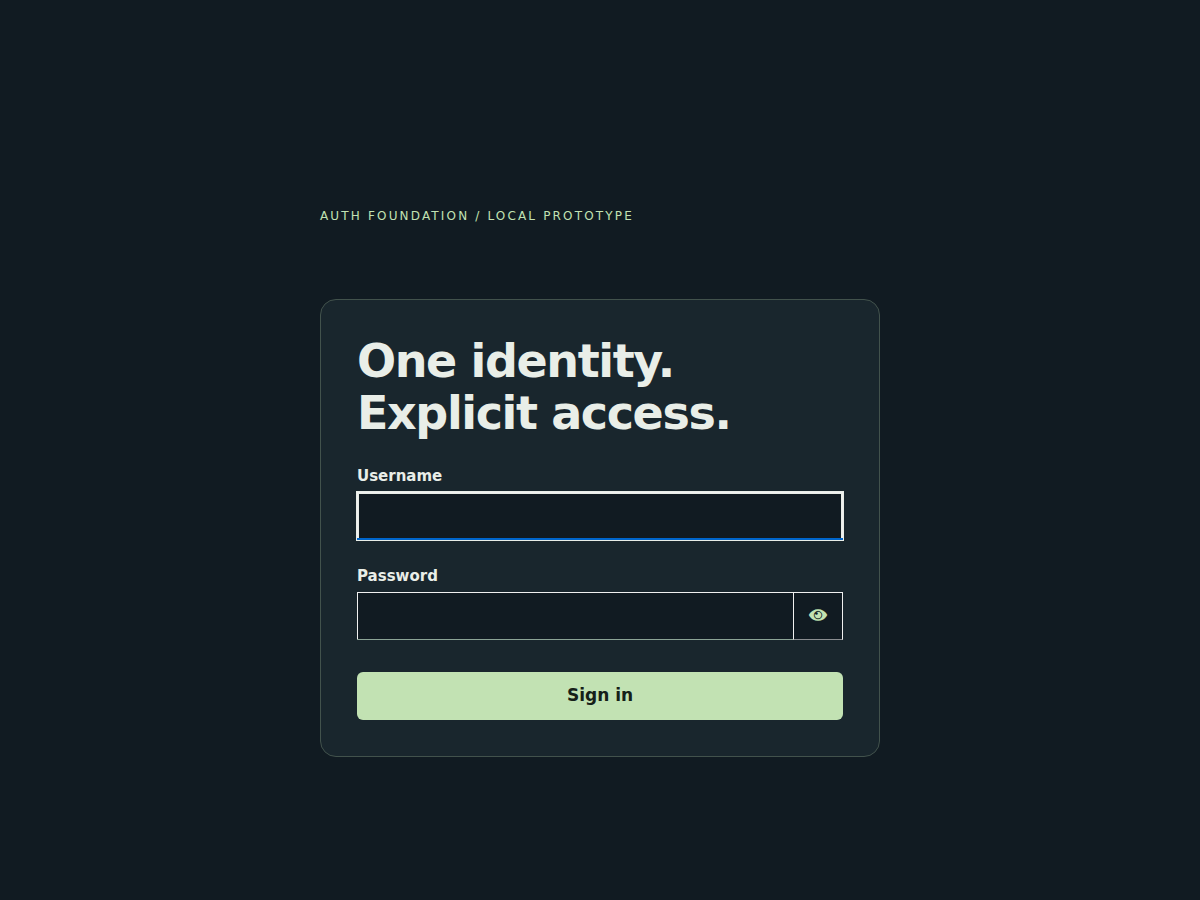 AUTH FOUNDATION / LOCAL PROTOTYPE
One identity.
Explicit access.
Username
Password
Sign in